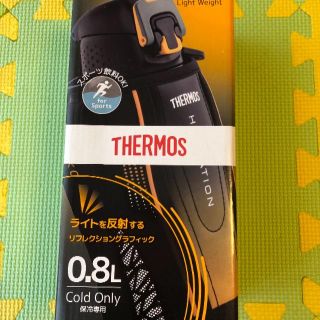 Light Weight
スポーツ飲料OK!
for
Sports
THERMOS
THERMOS
ライトを反射する
リフレクショングラフィック
0.8L
Cold Only
保冷専用